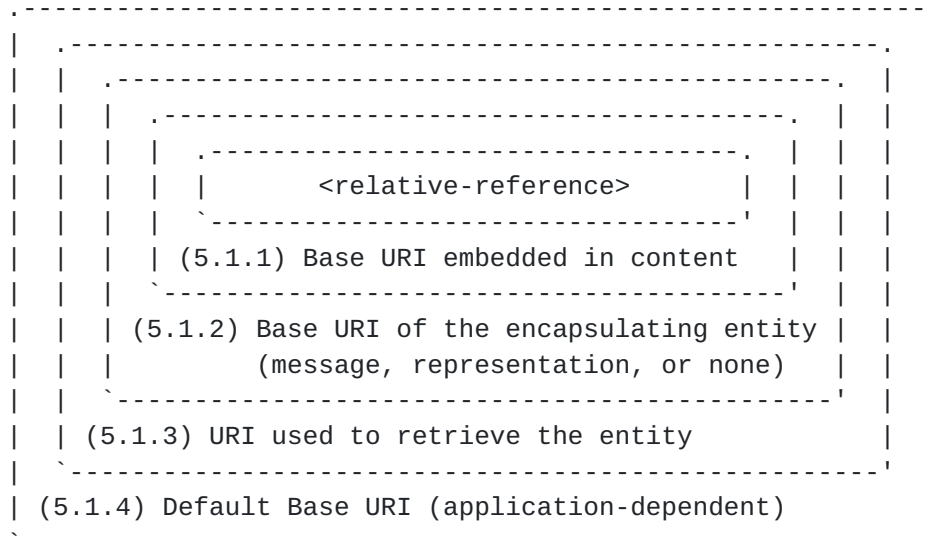 <relative-reference>
(5.1.1) Base URI embedded in content
(5.1.2) Base URI of the encapsulating entity
(message, representation, or none)
(5.1.3) URI used to retrieve the entity
(5.1.4) Default Base URI (application-dependent)